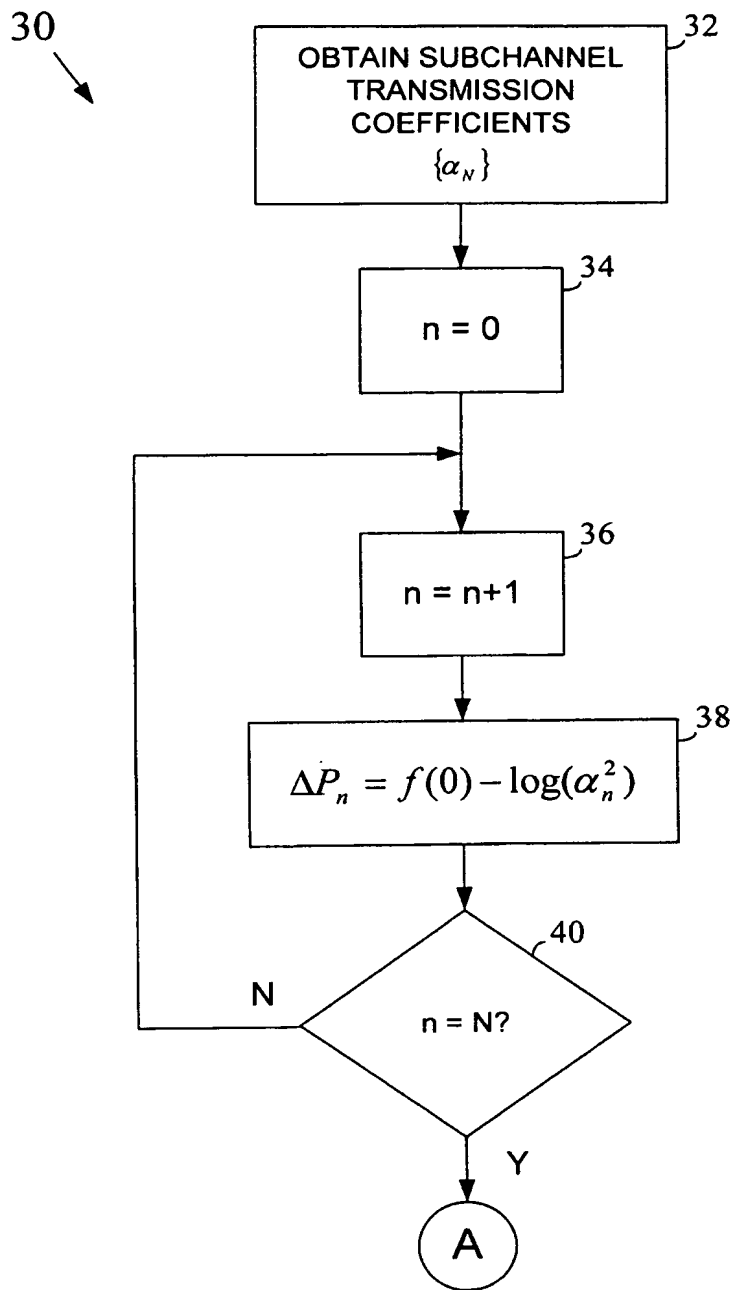 30
32
OBTAIN SUBCHANNEL
TRANSMISSION
COEFFICIENTS
{α_N}
34
n = 0
36
n = n+1
38
ΔP_n = f(0) − log(α_n^2)
40
N
n = N?
Y
A